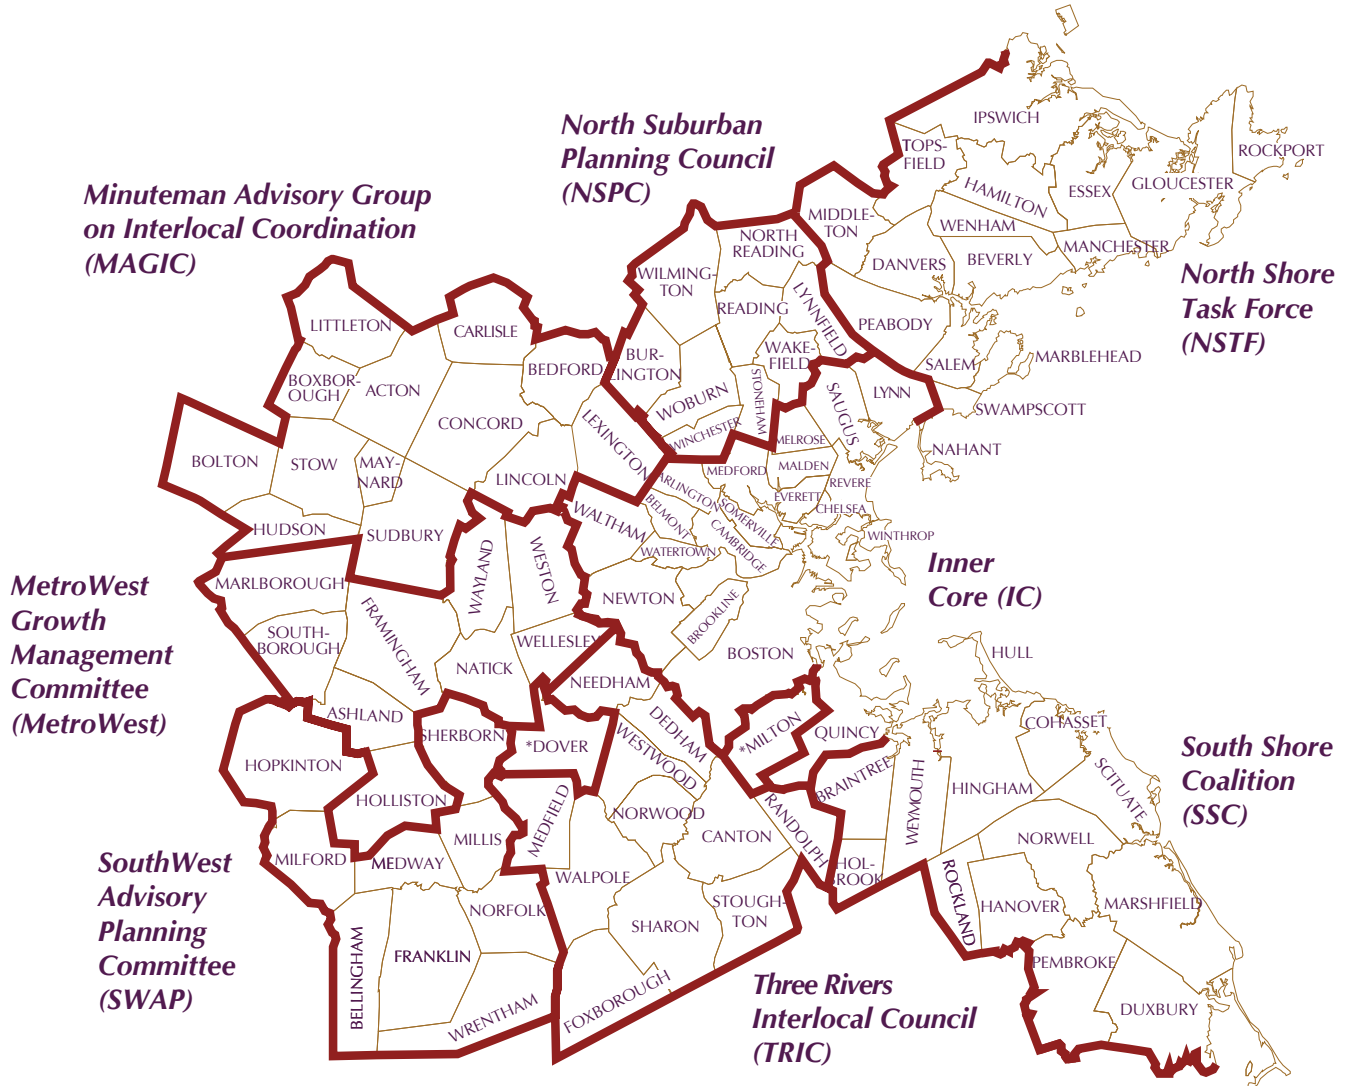 North Suburban
Planning Council
(NSPC)
Minuteman Advisory Group
on Interlocal Coordination
(MAGIC)
North Shore
Task Force
(NSTF)
MetroWest
Growth
Management
Committee
(MetroWest)
Inner
Core (IC)
South Shore
Coalition
(SSC)
SouthWest
Advisory
Planning
Committee
(SWAP)
Three Rivers
Interlocal Council
(TRIC)
IPSWICH
TOPS-
FIELD
ROCKPORT
GLOUCESTER
HAMILTON
ESSEX
MIDDLE-
TON
WENHAM
MANCHESTER
DANVERS
BEVERLY
NORTH
READING
WILMING-
TON
READING
LYNNFIELD
PEABODY
SALEM
MARBLEHEAD
WAKE-
FIELD
BUR-
LINGTON
LYNN
SWAMPSCOTT
NAHANT
WOBURN
STONEHAM
SAUGUS
WINCHESTER
MELROSE
LITTLETON
CARLISLE
BEDFORD
BOXBOR-
OUGH
ACTON
CONCORD
LEXINGTON
BOLTON
STOW
MAY-
NARD
LINCOLN
HUDSON
SUDBURY
MEDFORD
MALDEN
REVERE
EVERETT
CHELSEA
ARLINGTON
BELMONT
SOMERVILLE
CAMBRIDGE
WALTHAM
WATERTOWN
WINTHROP
NEWTON
BROOKLINE
BOSTON
MARLBOROUGH
WAYLAND
WESTON
SOUTH-
BOROUGH
FRAMINGHAM
NATICK
WELLESLEY
ASHLAND
NEEDHAM
HULL
SHERBORN
*DOVER
WESTWOOD
DEDHAM
*MILTON
QUINCY
COHASSET
HOPKINTON
HOLLISTON
MEDFIELD
NORWOOD
RANDOLPH
BRAINTREE
WEYMOUTH
HINGHAM
SCITUATE
MILFORD
MEDWAY
MILLIS
CANTON
WALPOLE
HOL-
BROOK
NORWELL
ROCKLAND
HANOVER
MARSHFIELD
NORFOLK
STOUGH-
TON
SHARON
BELLINGHAM
FRANKLIN
WRENTHAM
FOXBOROUGH
PEMBROKE
DUXBURY